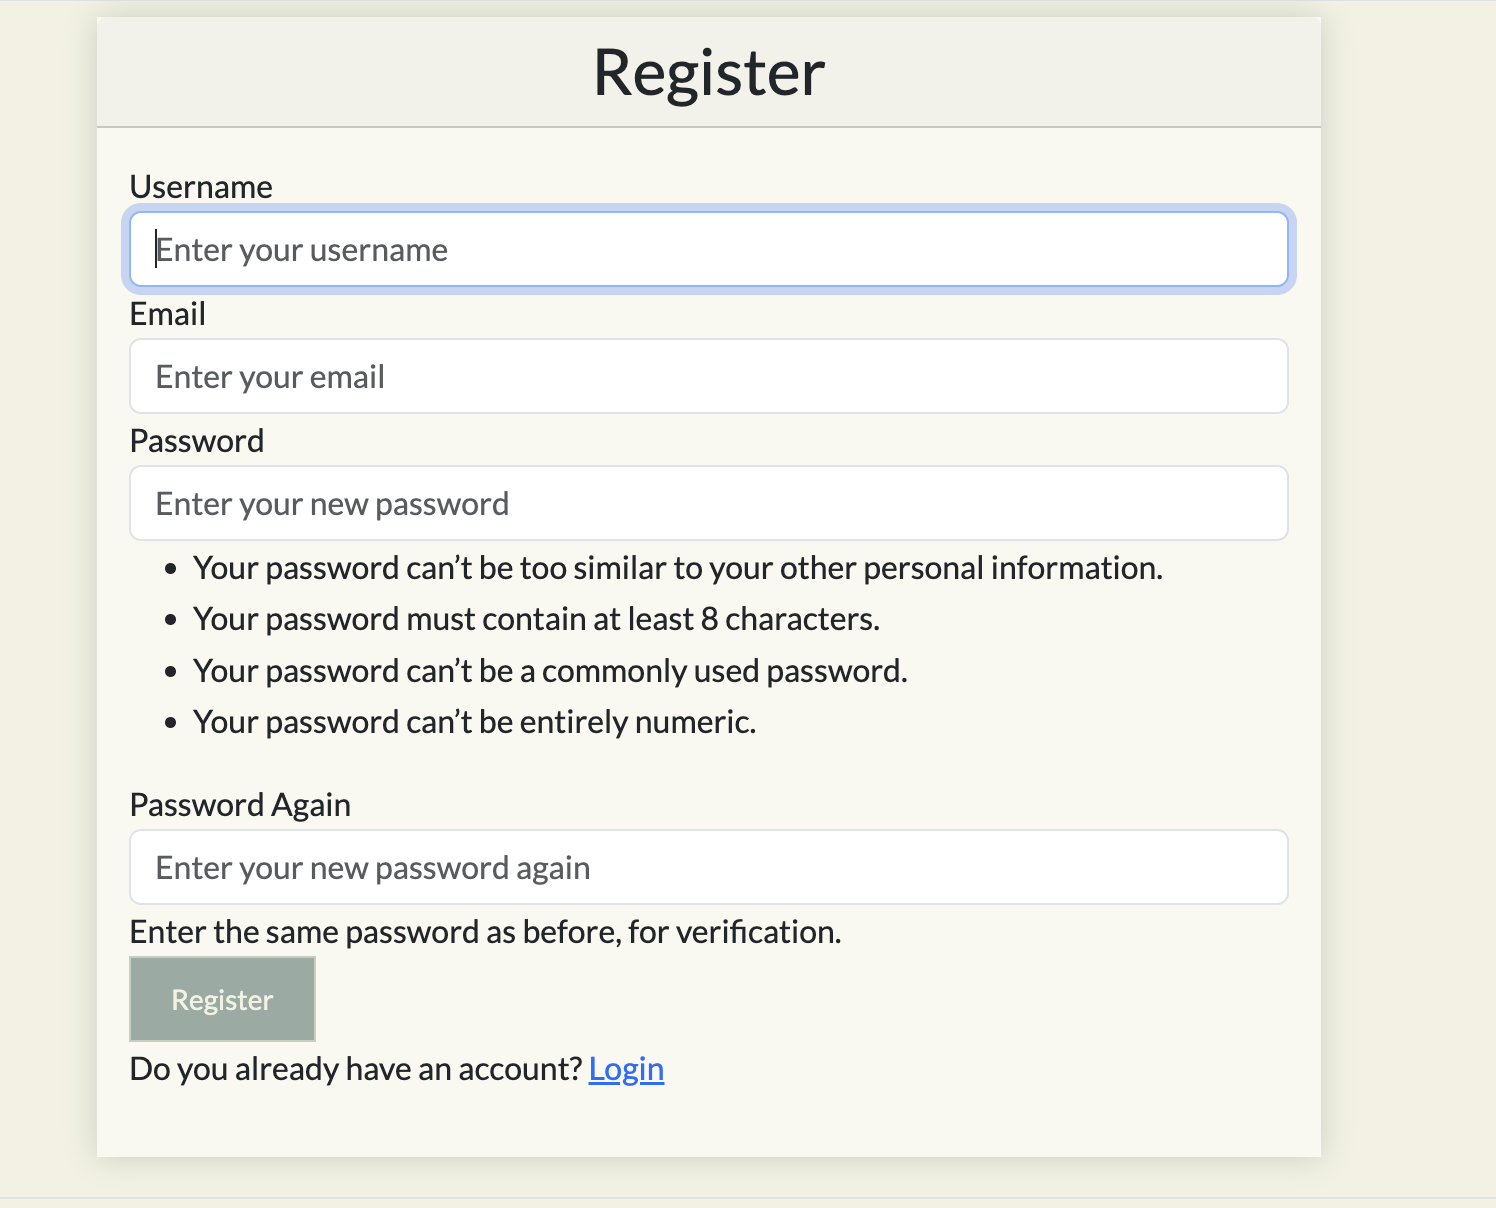 Register
Username
Enter your username
Email
Enter your email
Password
Enter your new password
Your password can’t be too similar to your other personal information.
Your password must contain at least 8 characters.
Your password can’t be a commonly used password.
Your password can’t be entirely numeric.
Password Again
Enter your new password again
Enter the same password as before, for verification.
Register
Do you already have an account? Login